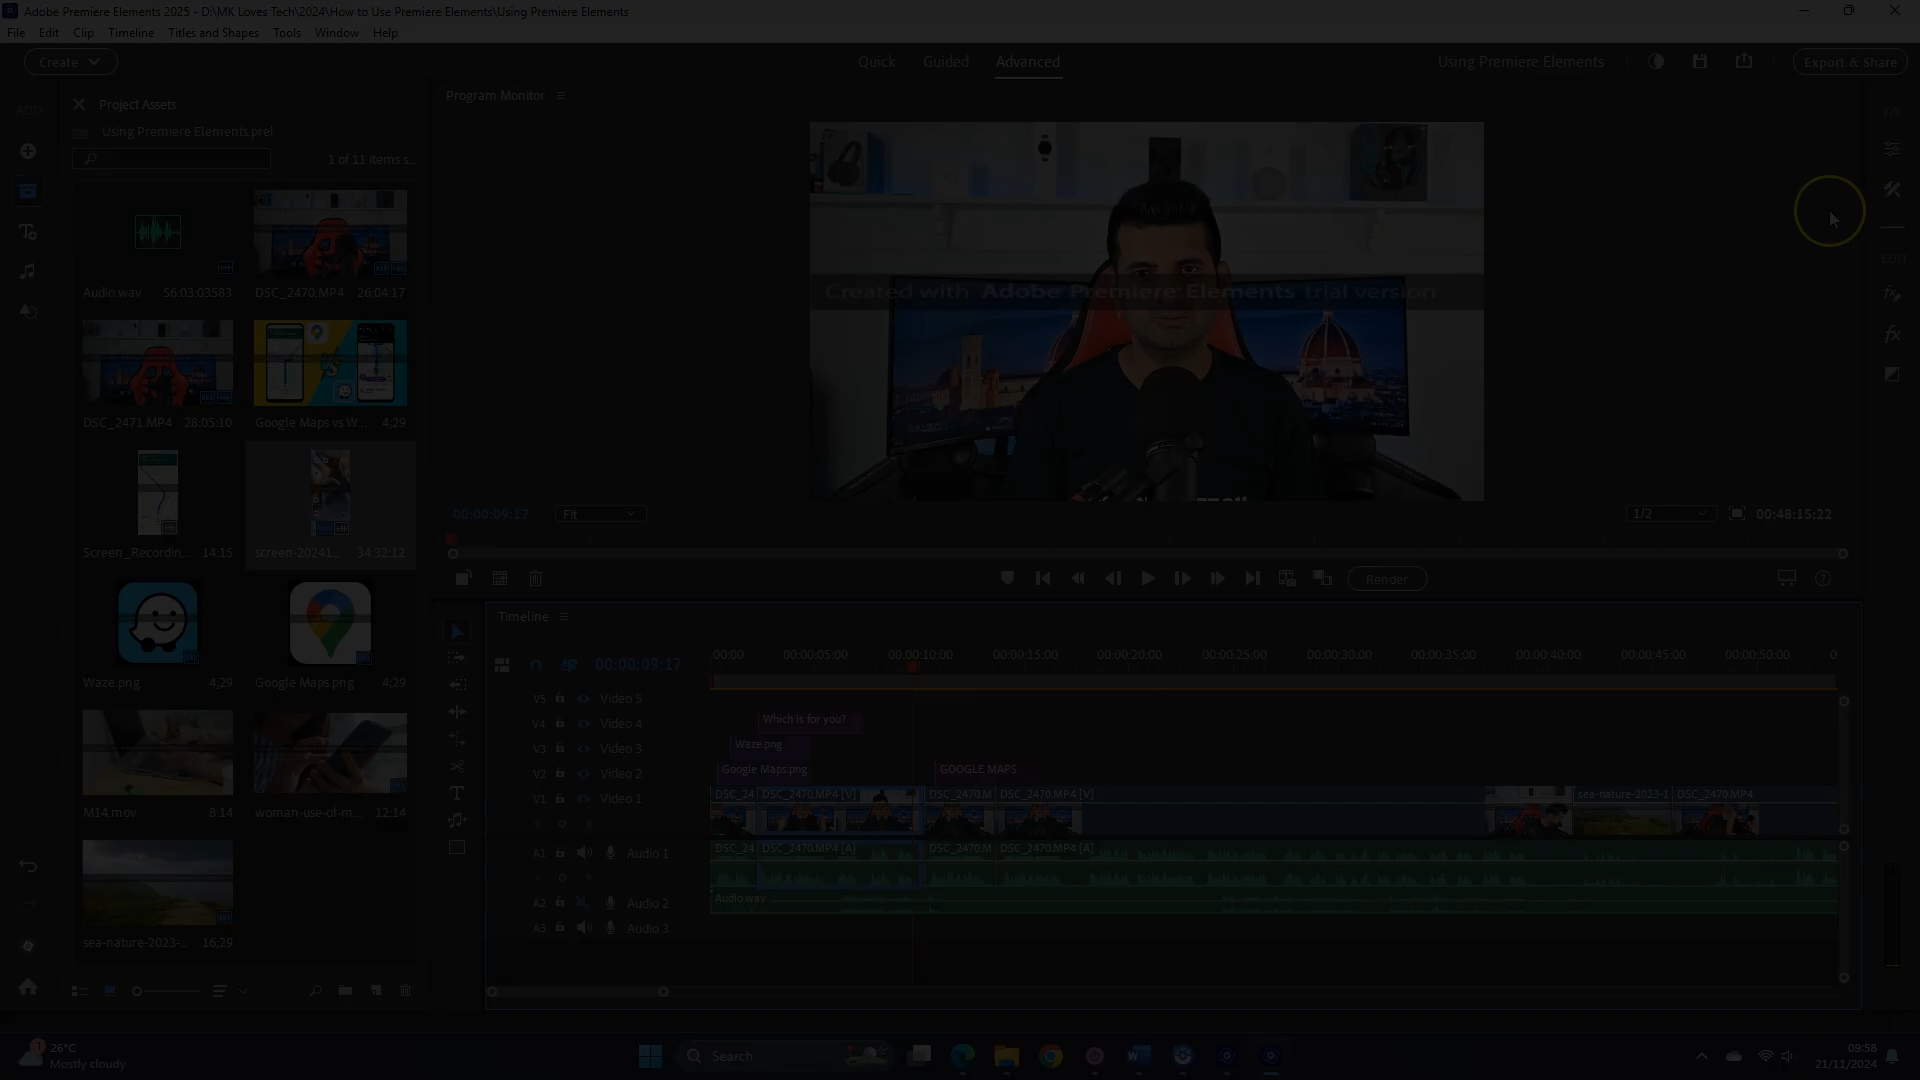 Adobe Premiere Elements 2025 - D:\MK Loves Tech\2024\How to Use Premiere Elements\Using Premiere Elements
File Edit Clip Timeline Titles and Shapes Tools Window Help
Create Quick Guided Advanced Using Premiere Elements Export & Share
Project Assets
Program Monitor
Using Premiere Elements.prel
1 of 11 items s...
Audio.wav 56:03:03583
DSC_2470.MP4 26:04:17
DSC_2471.MP4 28:05:10
Google Maps vs W... 4;29
Screen_Recordin... 14:15
screen-20241... 34:32:12
Waze.png 4;29
Google Maps.png 4;29
M14.mov 8:14
woman-use-of-m... 12:14
sea-nature-2023-... 16;29
EDIT
Created with Adobe Premiere Elements trial version
00:00:09:17 Fit 1/2 00:48:15:22
Render
Timeline
00:00:09:17 :00:00 00:00:05:00 00:00:10:00 00:00:15:00 00:00:20:00 00:00:25:00 00:00:30:00 00:00:35:00 00:00:40:00 00:00:45:00 00:00:50:00 0
V5 Video 5
V4 Video 4 Which is for you?
V3 Video 3 Waze.png
V2 Video 2 Google Maps.png GOOGLE MAPS
V1 Video 1 DSC_24 DSC_2470.MP4 [V] DSC_2470.M DSC_2470.MP4 [V] sea-nature-2023-1 DSC_2470.MP4
A1 Audio 1 DSC_24 DSC_2470.MP4 [A] DSC_2470.M DSC_2470.MP4 [A]
A2 Audio 2 Audio.wav
A3 Audio 3
26°C
Mostly cloudy
Search
09:58
21/11/2024